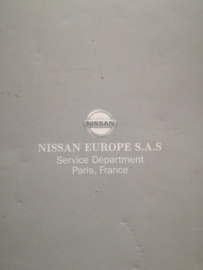 NISSAN
NISSAN EUROPE S.A.S
Service Department
Paris, France